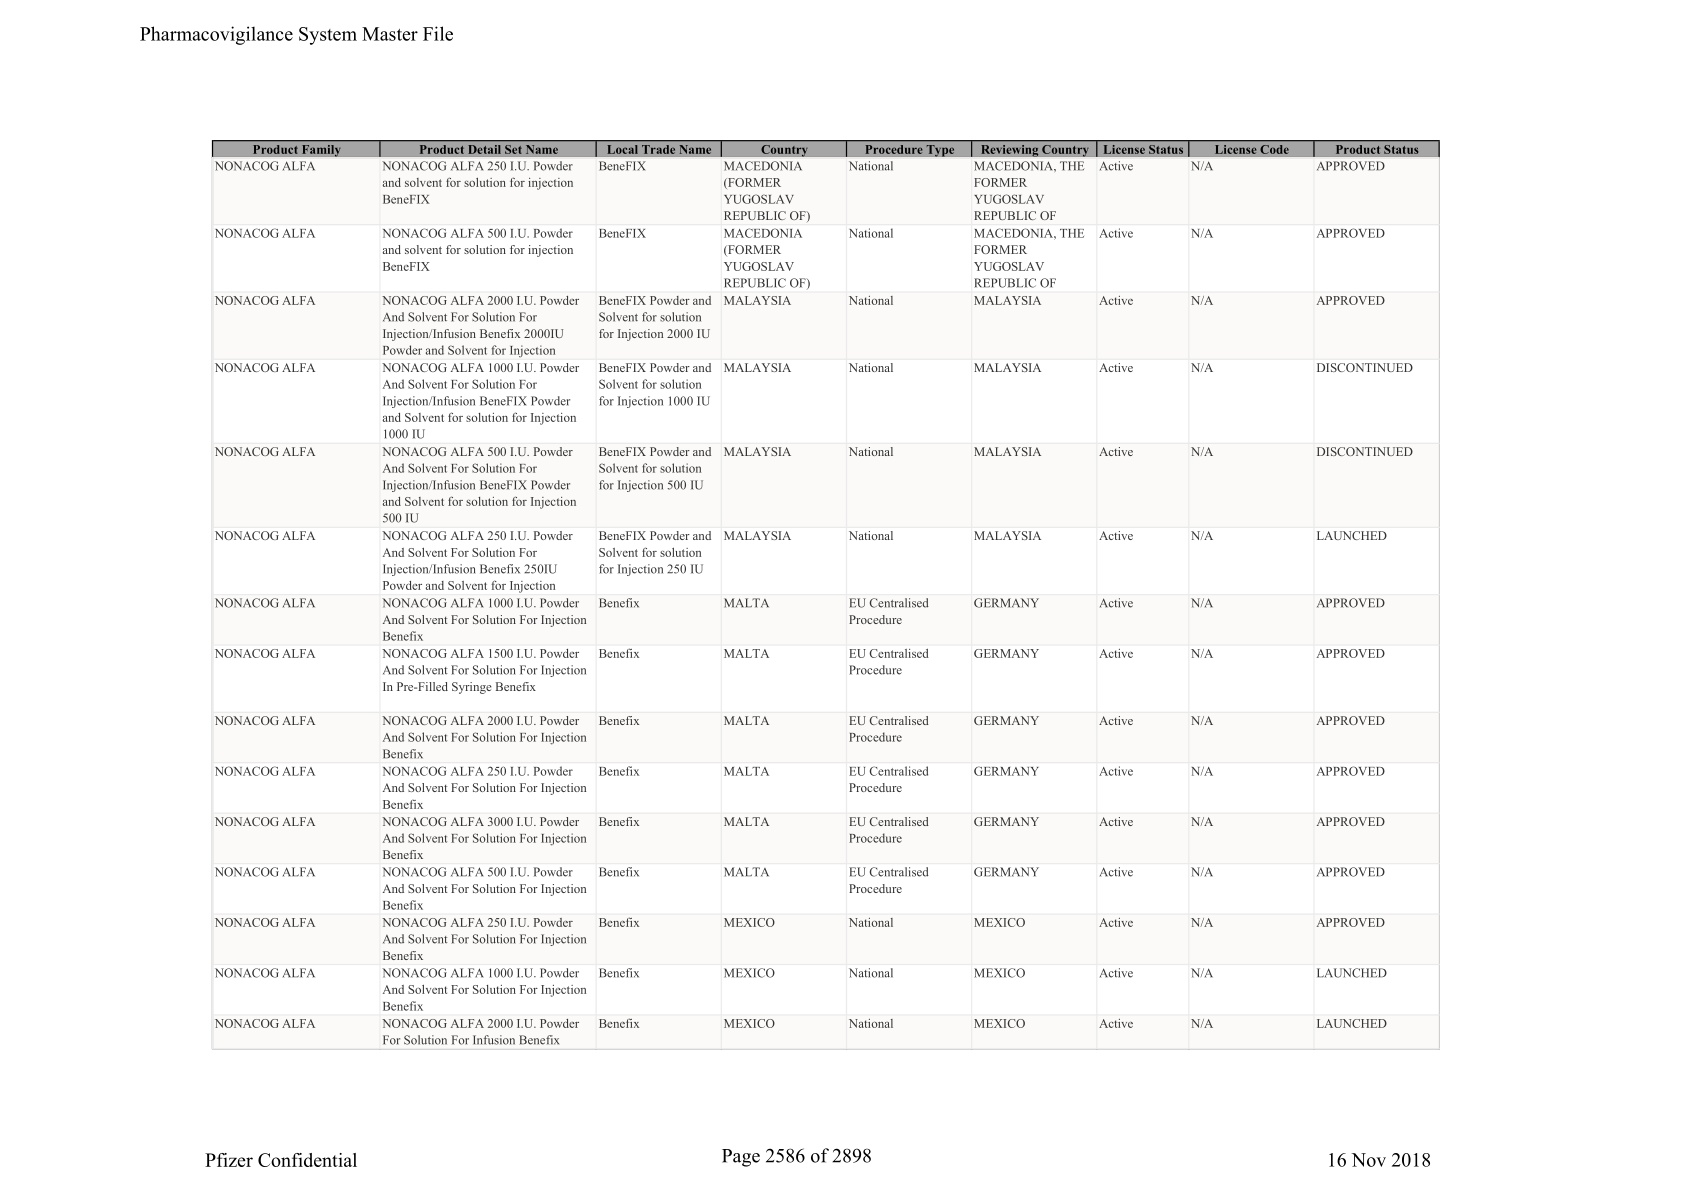 Pharmacovigilance System Master File
Product Family Product Detail Set Name Local Trade Name Country Procedure Type Reviewing Country License Status License Code Product Status
NONACOG ALFA NONACOG ALFA 250 I.U. Powder BeneFIX MACEDONIA National MACEDONIA, THE Active N/A APPROVED
and solvent for solution for injection (FORMER FORMER
BeneFIX YUGOSLAV YUGOSLAV
REPUBLIC OF) REPUBLIC OF
NONACOG ALFA NONACOG ALFA 500 I.U. Powder BeneFIX MACEDONIA National MACEDONIA, THE Active N/A APPROVED
and solvent for solution for injection (FORMER FORMER
BeneFIX YUGOSLAV YUGOSLAV
REPUBLIC OF) REPUBLIC OF
NONACOG ALFA NONACOG ALFA 2000 I.U. Powder BeneFIX Powder and MALAYSIA National MALAYSIA Active N/A APPROVED
And Solvent For Solution For Solvent for solution
Injection/Infusion Benefix 2000IU for Injection 2000 IU
Powder and Solvent for Injection
NONACOG ALFA NONACOG ALFA 1000 I.U. Powder BeneFIX Powder and MALAYSIA National MALAYSIA Active N/A DISCONTINUED
And Solvent For Solution For Solvent for solution
Injection/Infusion BeneFIX Powder for Injection 1000 IU
and Solvent for solution for Injection
1000 IU
NONACOG ALFA NONACOG ALFA 500 I.U. Powder BeneFIX Powder and MALAYSIA National MALAYSIA Active N/A DISCONTINUED
And Solvent For Solution For Solvent for solution
Injection/Infusion BeneFIX Powder for Injection 500 IU
and Solvent for solution for Injection
500 IU
NONACOG ALFA NONACOG ALFA 250 I.U. Powder BeneFIX Powder and MALAYSIA National MALAYSIA Active N/A LAUNCHED
And Solvent For Solution For Solvent for solution
Injection/Infusion Benefix 250IU for Injection 250 IU
Powder and Solvent for Injection
NONACOG ALFA NONACOG ALFA 1000 I.U. Powder Benefix MALTA EU Centralised GERMANY Active N/A APPROVED
And Solvent For Solution For Injection Procedure
Benefix
NONACOG ALFA NONACOG ALFA 1500 I.U. Powder Benefix MALTA EU Centralised GERMANY Active N/A APPROVED
And Solvent For Solution For Injection Procedure
In Pre-Filled Syringe Benefix
NONACOG ALFA NONACOG ALFA 2000 I.U. Powder Benefix MALTA EU Centralised GERMANY Active N/A APPROVED
And Solvent For Solution For Injection Procedure
Benefix
NONACOG ALFA NONACOG ALFA 250 I.U. Powder Benefix MALTA EU Centralised GERMANY Active N/A APPROVED
And Solvent For Solution For Injection Procedure
Benefix
NONACOG ALFA NONACOG ALFA 3000 I.U. Powder Benefix MALTA EU Centralised GERMANY Active N/A APPROVED
And Solvent For Solution For Injection Procedure
Benefix
NONACOG ALFA NONACOG ALFA 500 I.U. Powder Benefix MALTA EU Centralised GERMANY Active N/A APPROVED
And Solvent For Solution For Injection Procedure
Benefix
NONACOG ALFA NONACOG ALFA 250 I.U. Powder Benefix MEXICO National MEXICO Active N/A APPROVED
And Solvent For Solution For Injection
Benefix
NONACOG ALFA NONACOG ALFA 1000 I.U. Powder Benefix MEXICO National MEXICO Active N/A LAUNCHED
And Solvent For Solution For Injection
Benefix
NONACOG ALFA NONACOG ALFA 2000 I.U. Powder Benefix MEXICO National MEXICO Active N/A LAUNCHED
For Solution For Infusion Benefix
Pfizer Confidential Page 2586 of 2898 16 Nov 2018